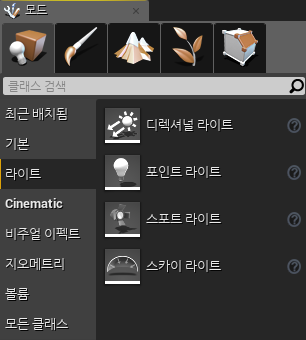 모드
클래스 검색
최근 배치됨
기본
라이트
Cinematic
비주얼 이펙트
지오메트리
볼륨
모든 클래스
디렉셔널 라이트
포인트 라이트
스포트 라이트
스카이 라이트